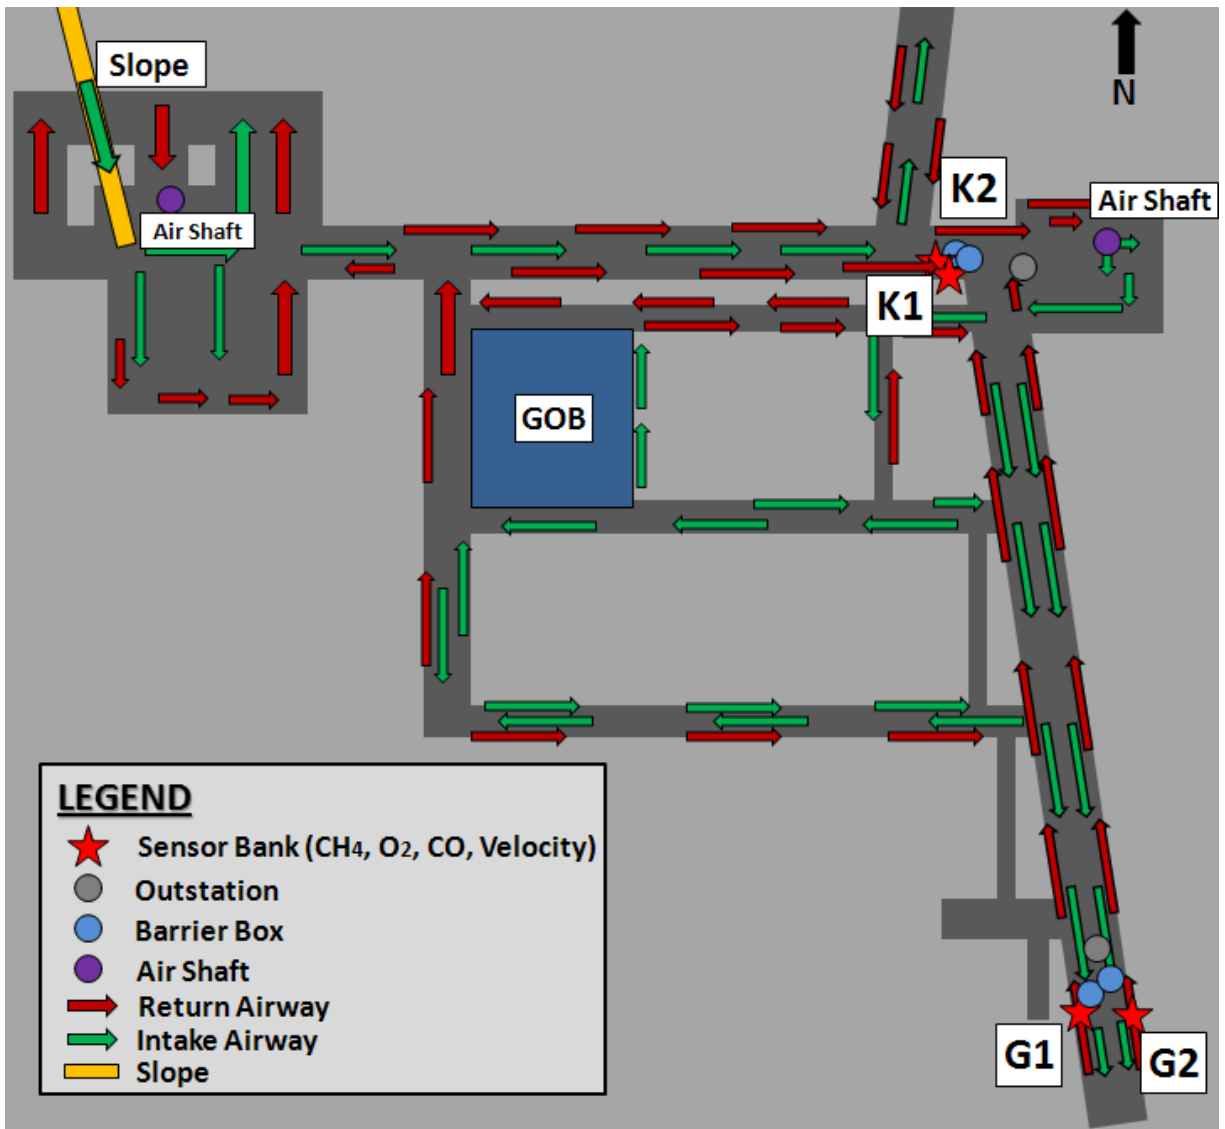 Slope
N
K2
Air Shaft
Air Shaft
K1
GOB
LEGEND
Sensor Bank (CH4, O2, CO, Velocity)
Outstation
Barrier Box
Air Shaft
Return Airway
Intake Airway
Slope
G1
G2